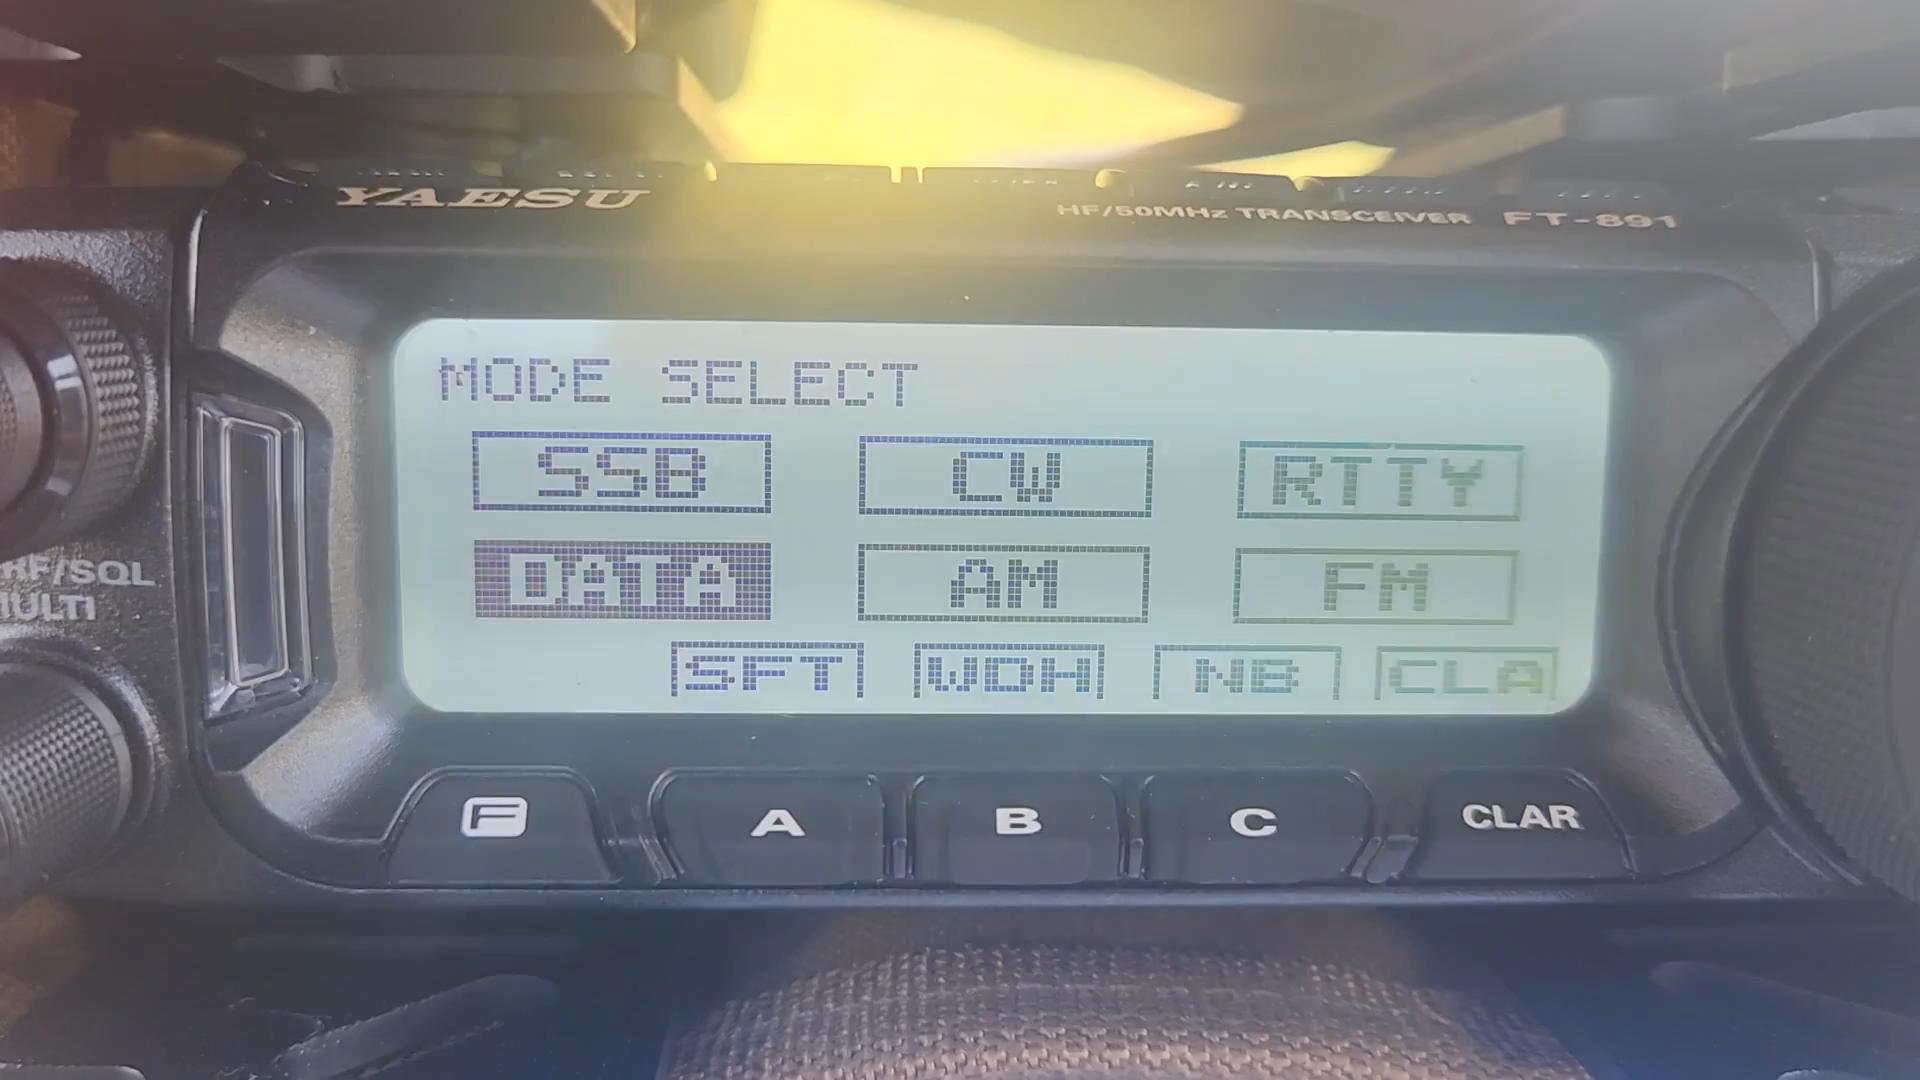 YAESU
HF/50MHz TRANSCEIVER FT-891
MODE SELECT
SSB CW RTTY
DATA AM FM
SFT WDH NB CLA
RF/SQL
MULTI
F A B C CLAR